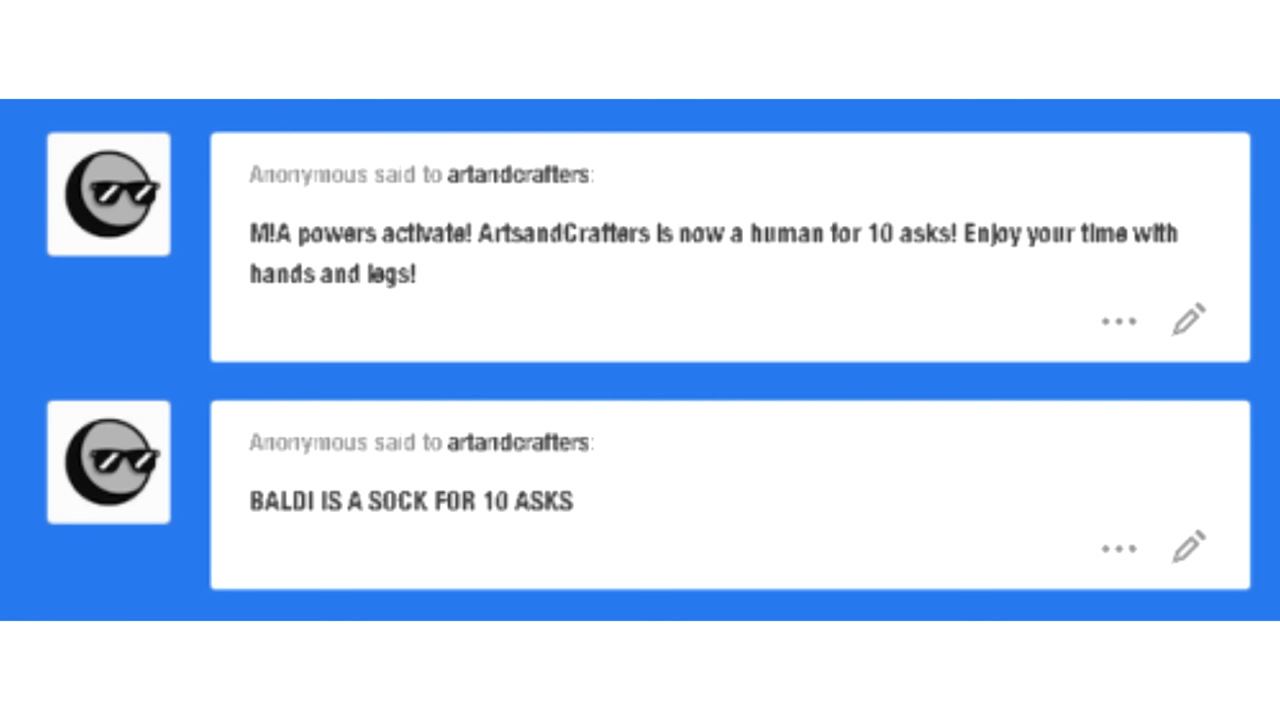 Anonymous said to artandcrafters:
M!A powers activate! ArtsandCrafters is now a human for 10 asks! Enjoy your time with
hands and legs!
Anonymous said to artandcrafters:
BALDI IS A SOCK FOR 10 ASKS